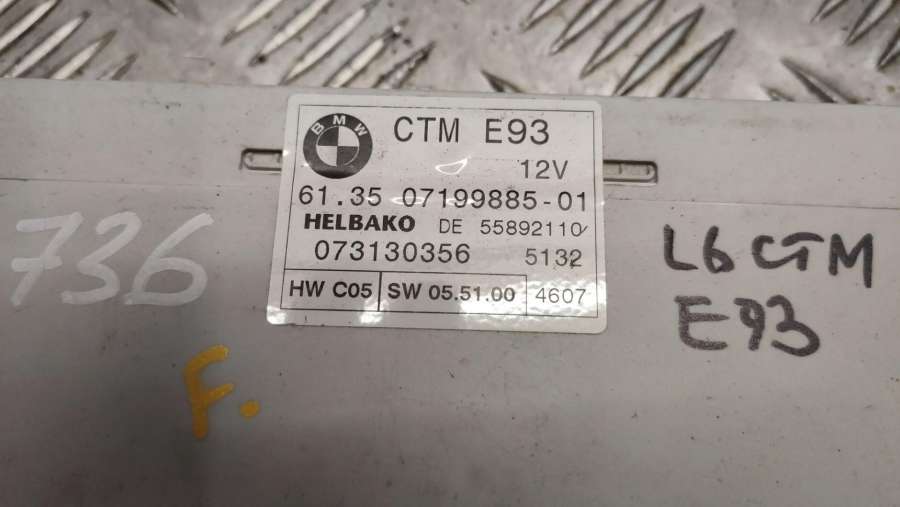 BMW
CTM E93
12V
61.35 07199885-01
HELBAKO DE 55892110
073130356 5132
HW C05 SW 05.51.00 4607
736
F.
L6 CTM
E93